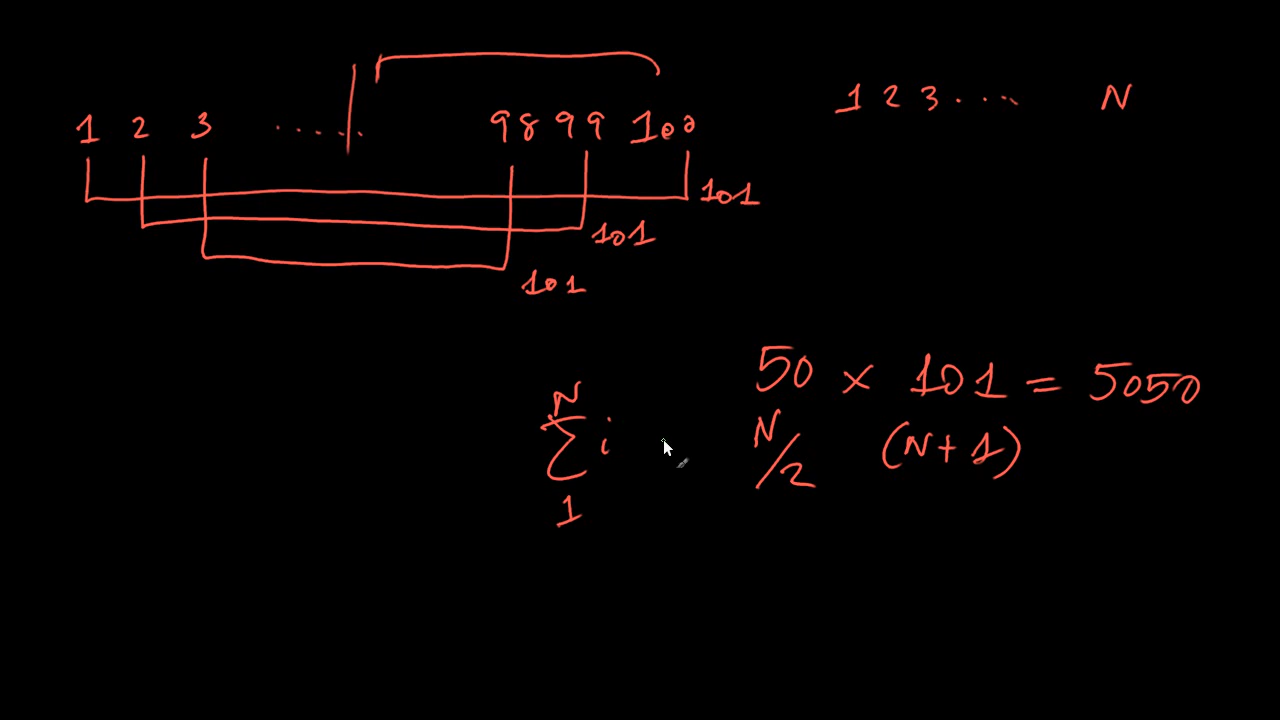 1 2 3 ..... 98 99 100
1 2 3 .... N
101
101
101
50 × 101 = 5050
N
∑ i
1
N/2 (N+1)